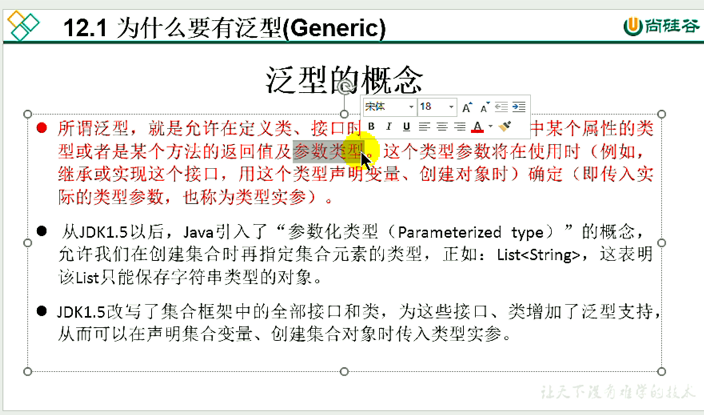 12.1 为什么要有泛型(Generic)
尚硅谷
泛型的概念
宋体
18
B I U
所谓泛型，就是允许在定义类、接口时
中某个属性的类
型或者是某个方法的返回值及参数类型。这个类型参数将在使用时（例如，
继承或实现这个接口，用这个类型声明变量、创建对象时）确定（即传入实
际的类型参数，也称为类型实参）。
从JDK1.5以后，Java引入了“参数化类型（Parameterized type）”的概念，
允许我们在创建集合时再指定集合元素的类型，正如：List<String>，这表明
该List只能保存字符串类型的对象。
JDK1.5改写了集合框架中的全部接口和类，为这些接口、类增加了泛型支持，
从而可以在声明集合变量、创建集合对象时传入类型实参。
让天下没有难学的技术